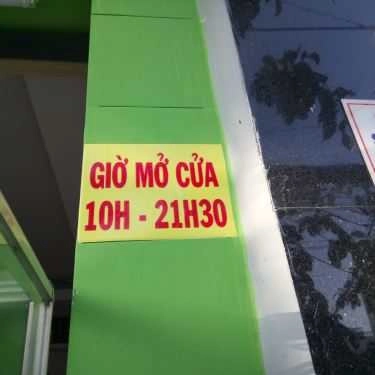 GIỜ MỞ CỬA
10H - 21H30